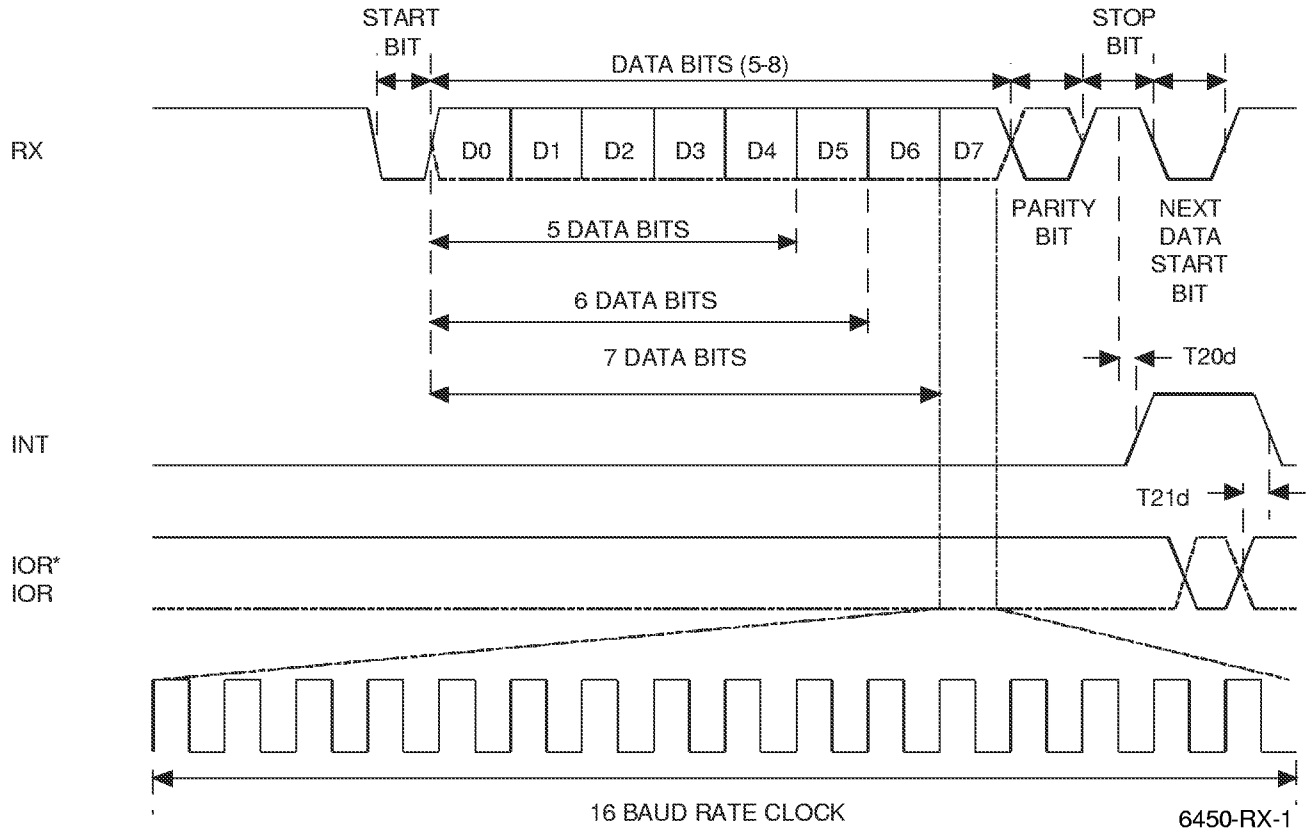 START
BIT
STOP
BIT
DATA BITS (5-8)
RX
D0 D1 D2 D3 D4 D5 D6 D7
PARITY
BIT
NEXT
DATA
START
BIT
5 DATA BITS
6 DATA BITS
7 DATA BITS
T20d
INT
T21d
IOR*
IOR
16 BAUD RATE CLOCK
6450-RX-1